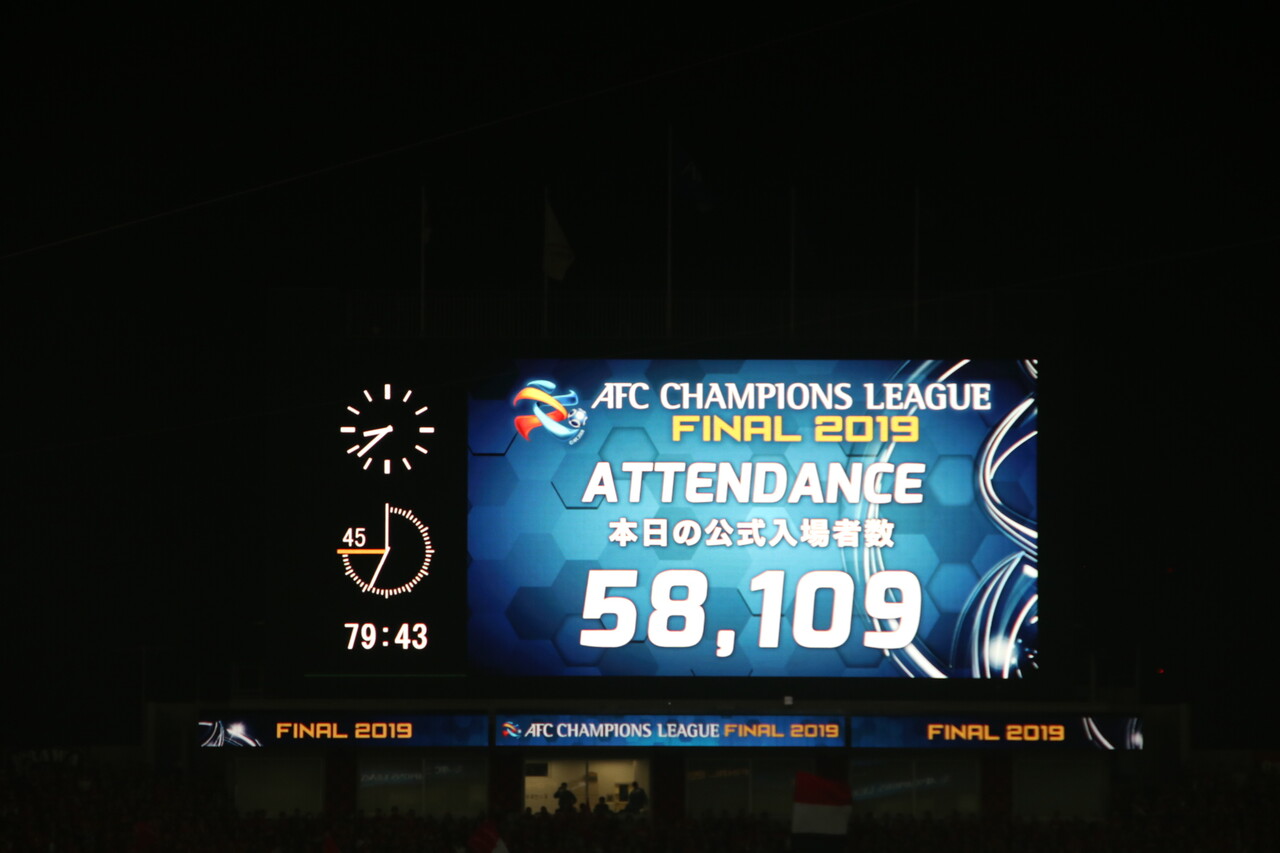 AFC CHAMPIONS LEAGUE
FINAL 2019
ATTENDANCE
本日の公式入場者数
58,109
45
79:43
FINAL 2019
AFC CHAMPIONS LEAGUE FINAL 2019
FINAL 2019